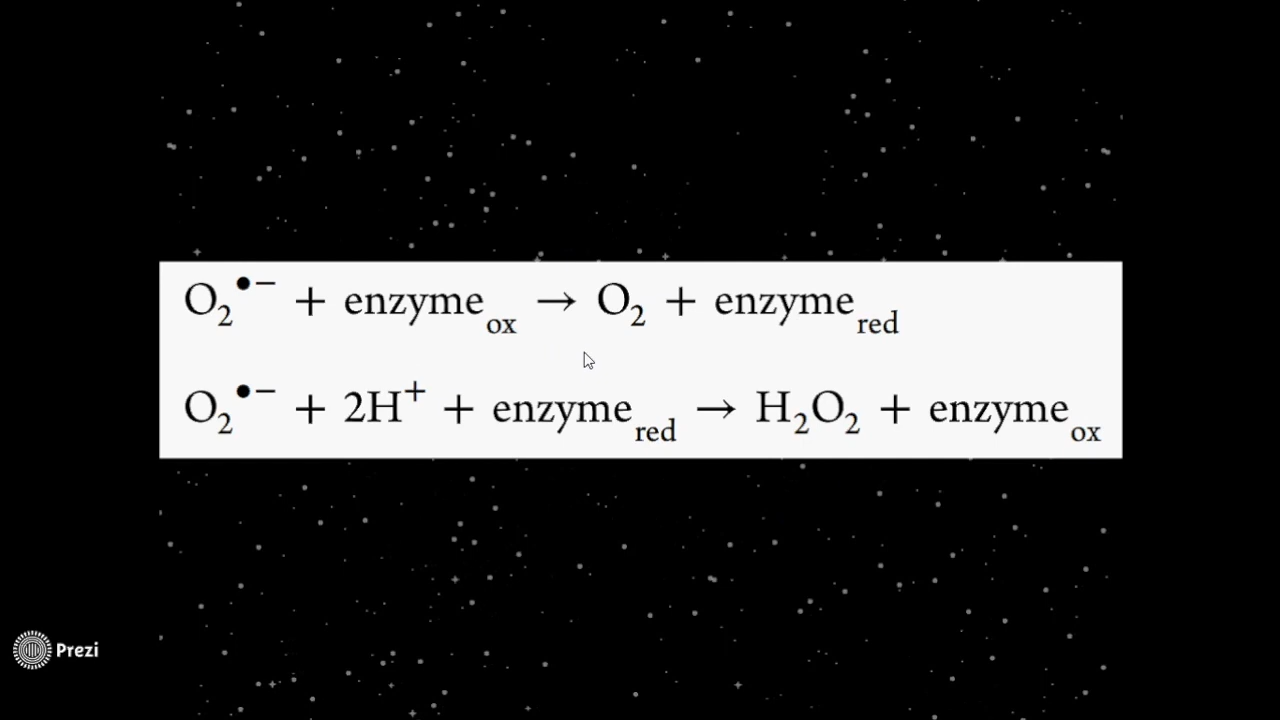 O₂•− + enzymeox → O₂ + enzymered
O₂•− + 2H⁺ + enzymered → H₂O₂ + enzymeox
Prezi